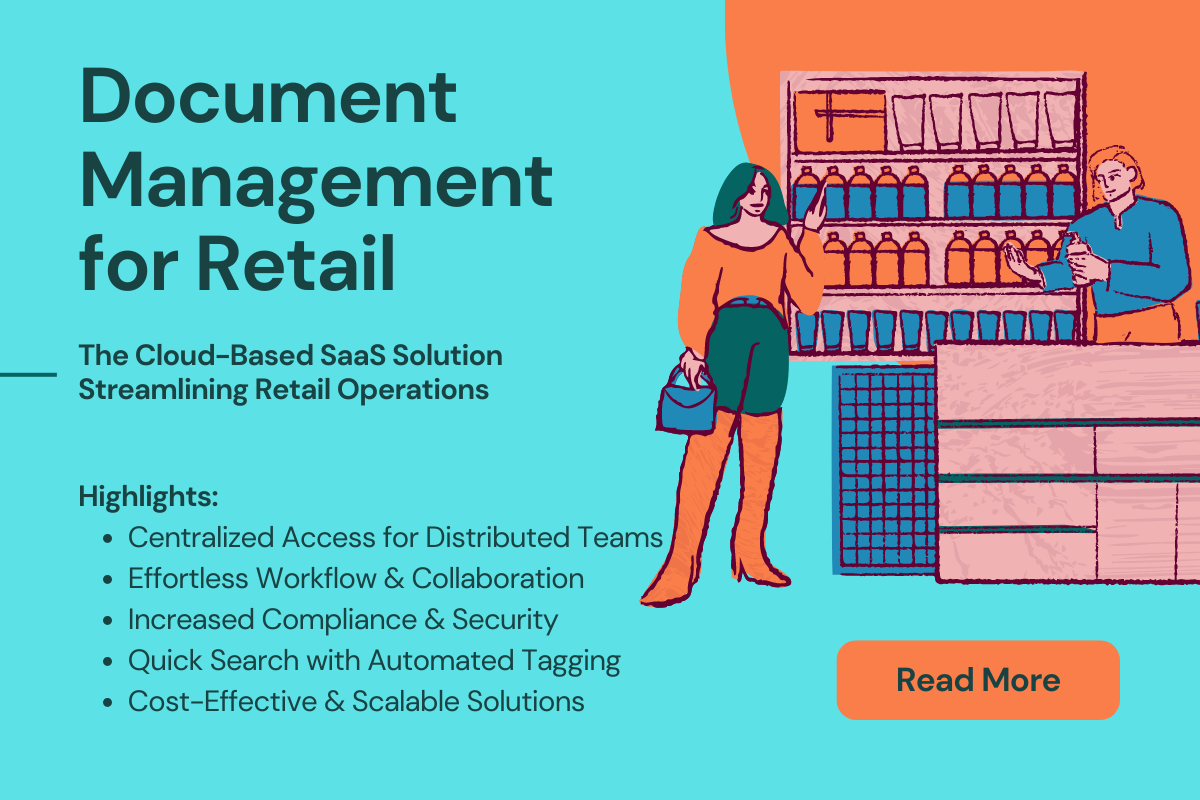 Document
Management
for Retail
The Cloud-Based SaaS Solution
Streamlining Retail Operations
Highlights:
• Centralized Access for Distributed Teams
• Effortless Workflow & Collaboration
• Increased Compliance & Security
• Quick Search with Automated Tagging
• Cost-Effective & Scalable Solutions
Read More